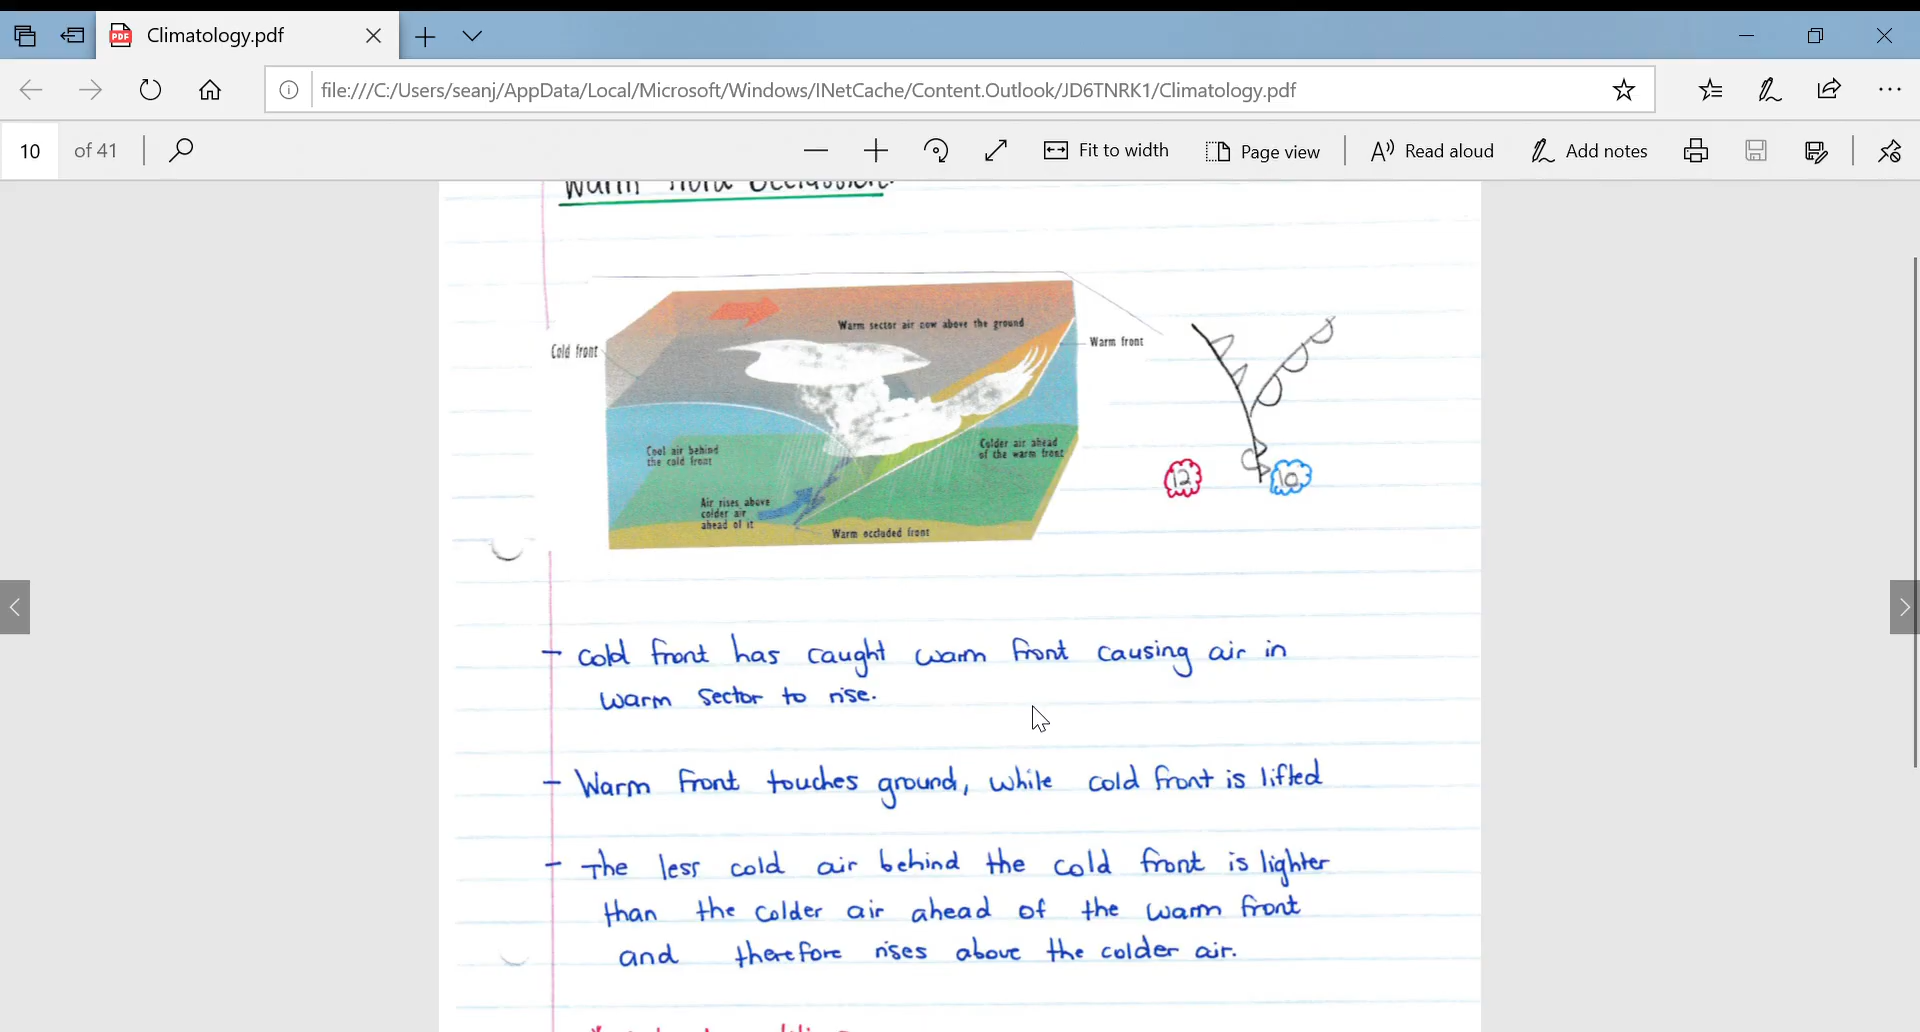 Climatology.pdf
file:///C:/Users/seanj/AppData/Local/Microsoft/Windows/INetCache/Content.Outlook/JD6TNRK1/Climatology.pdf
10 of 41 Fit to width Page view Read aloud Add notes
Warm
Warm sector air now above the ground
Cold front
Warm front
Cool air behind
the cold front
Colder air ahead
of the warm front
Air rises above
colder air
ahead of it
Warm occluded front
12 10
- Cold front has caught warm front causing air in
warm sector to rise.
- Warm front touches ground, while cold front is lifted
- The less cold air behind the cold front is lighter
than the colder air ahead of the warm front
and therefore rises above the colder air.